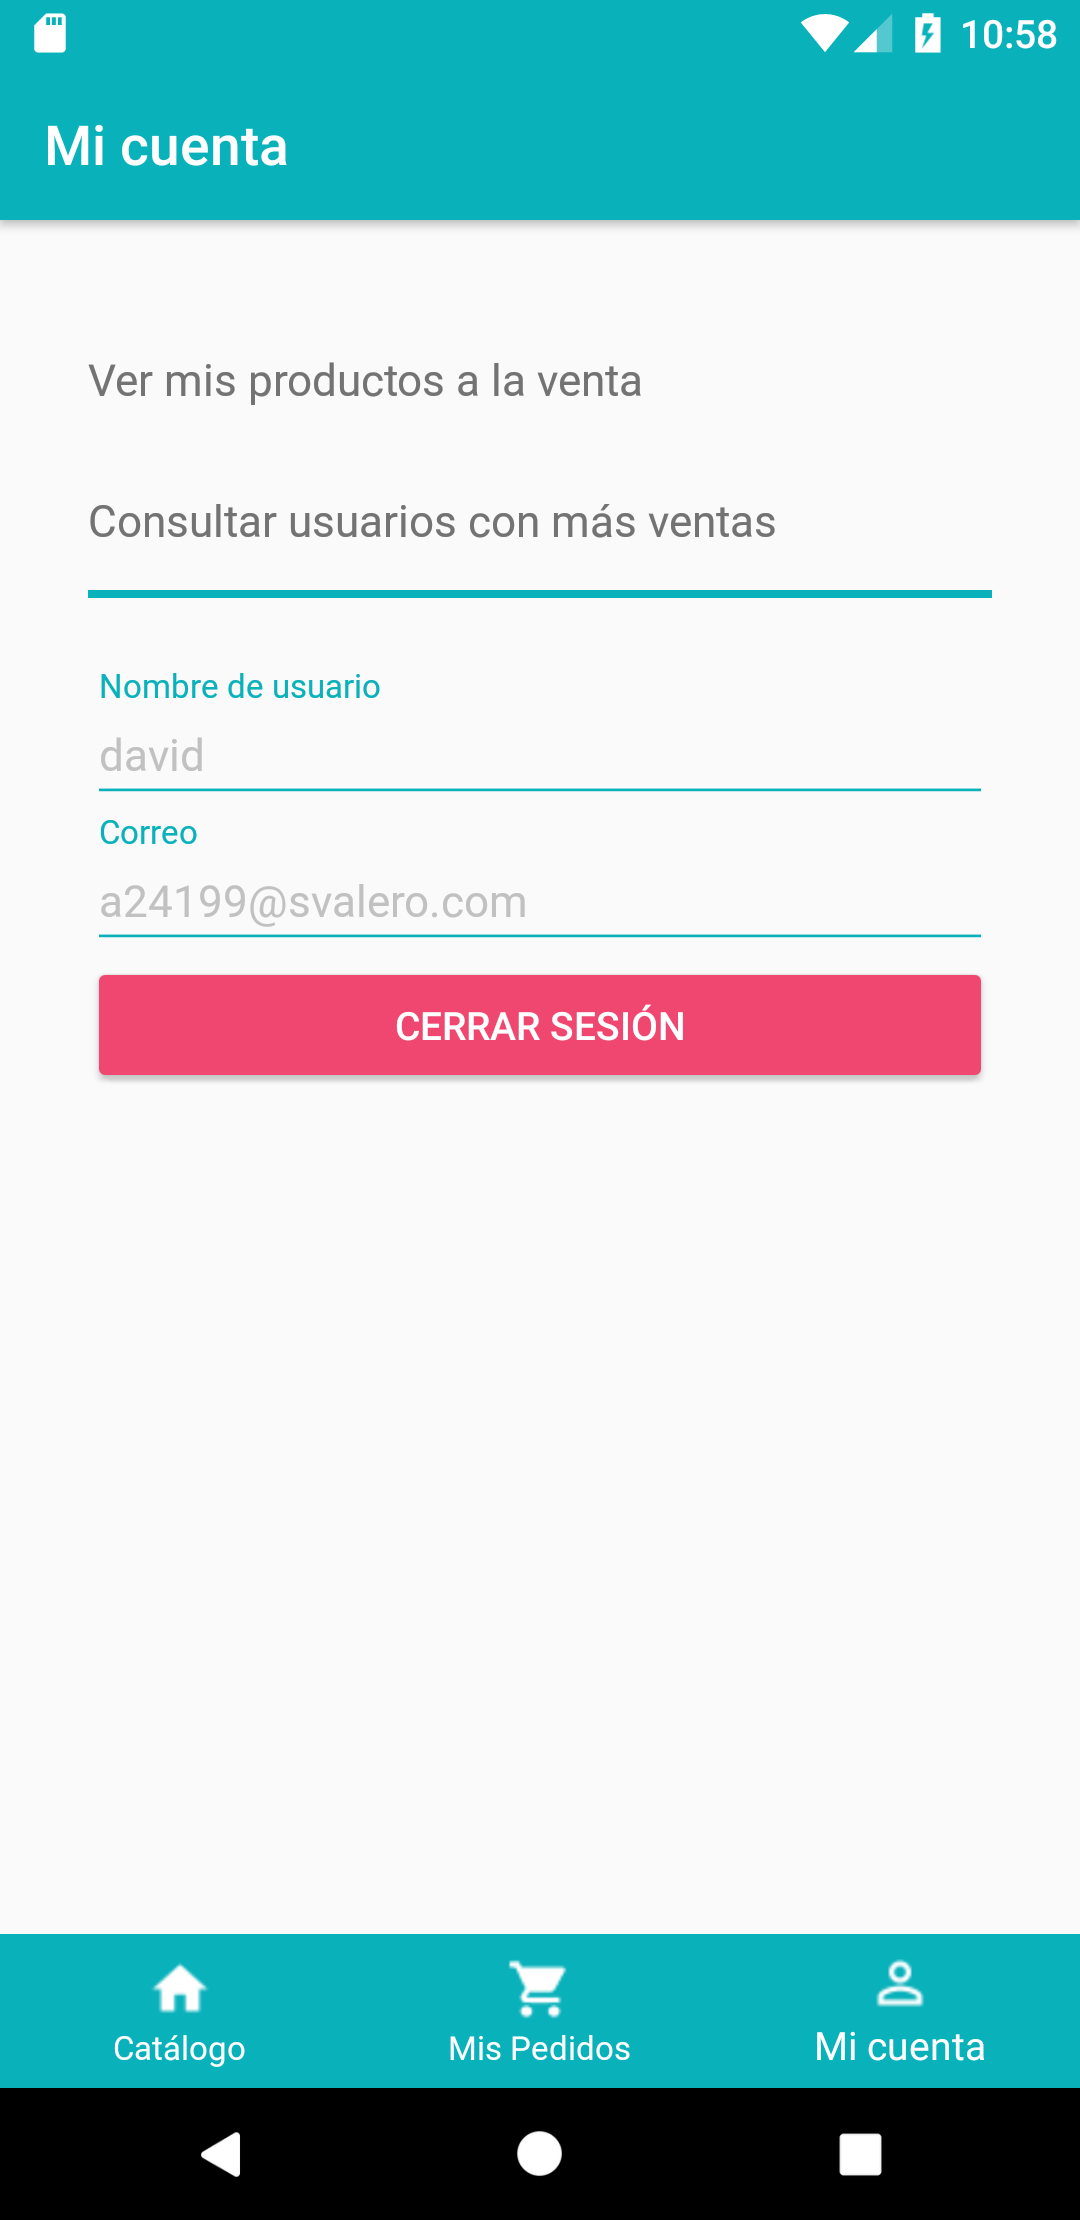 10:58
Mi cuenta
Ver mis productos a la venta
Consultar usuarios con más ventas
Nombre de usuario
david
Correo
a24199@svalero.com
CERRAR SESIÓN
Catálogo
Mis Pedidos
Mi cuenta